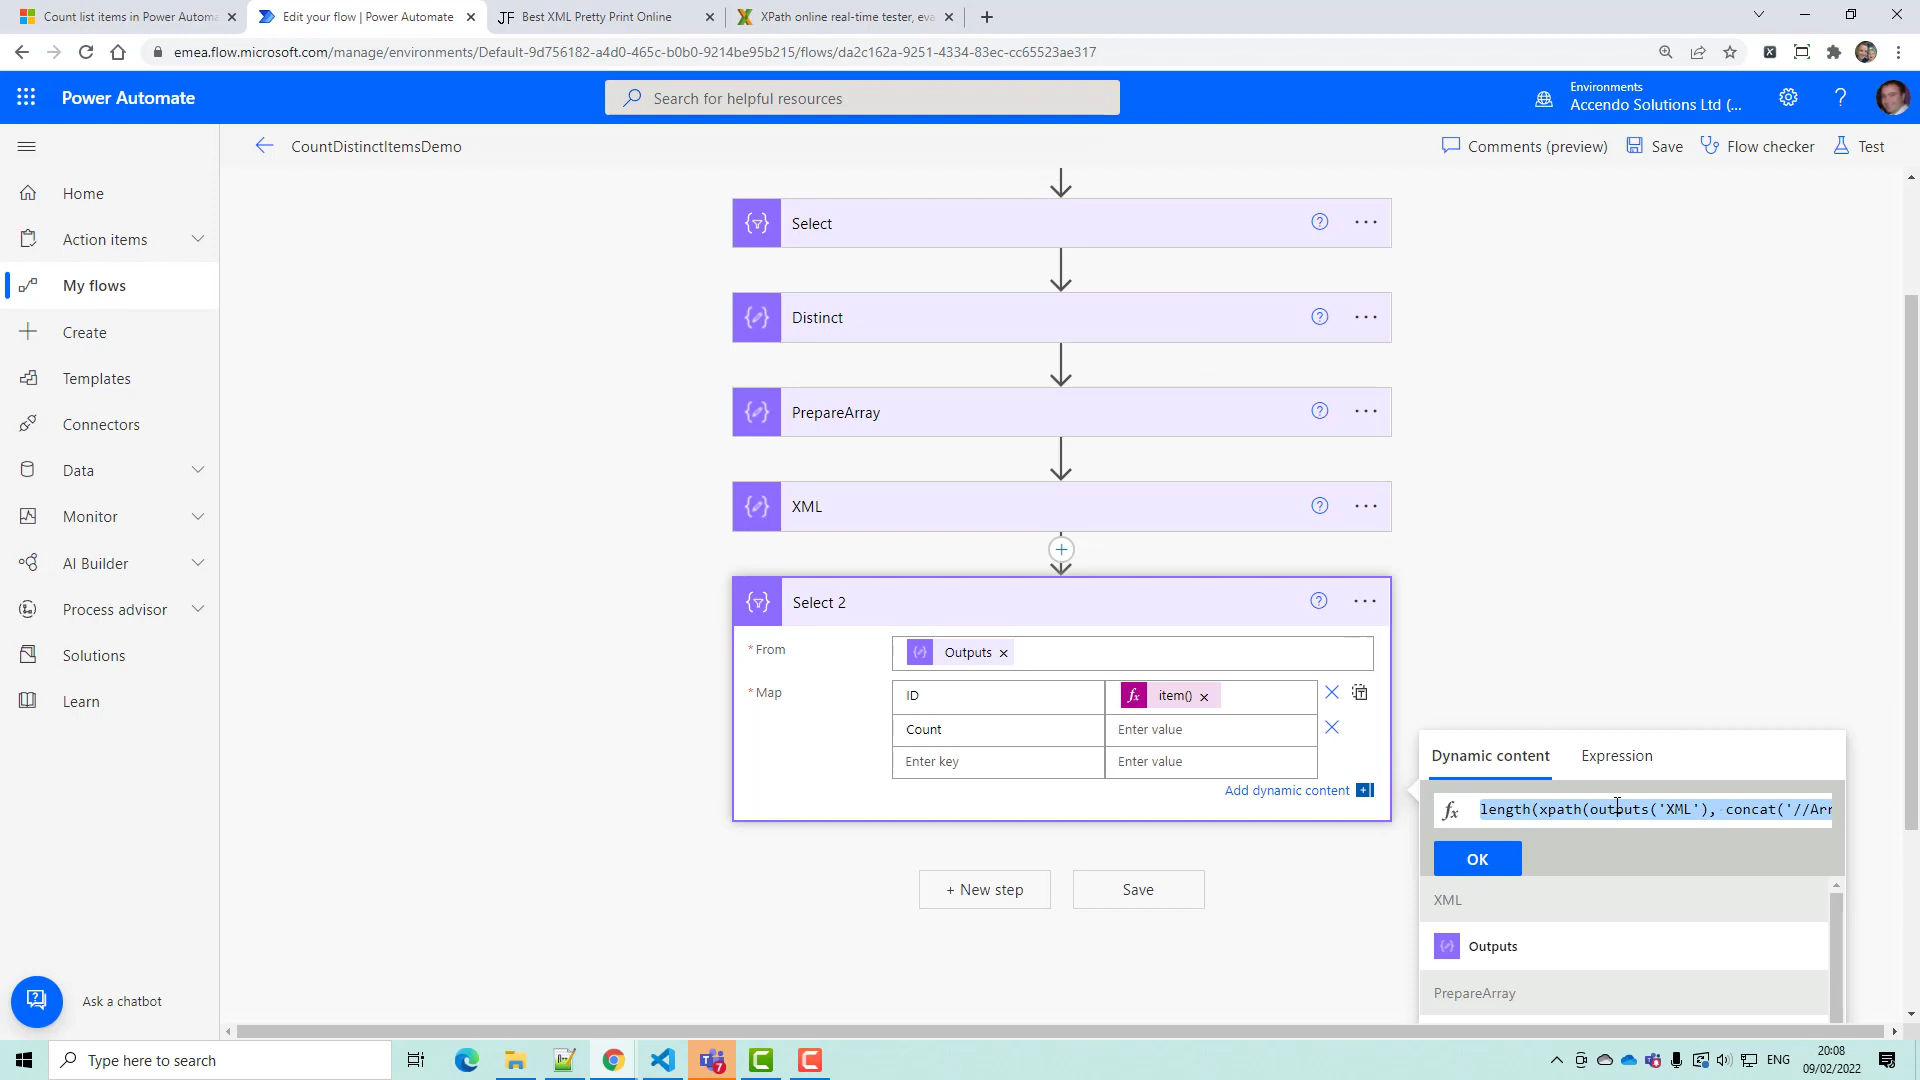 Count list items in Power Automa
Edit your flow | Power Automate
JF Best XML Pretty Print Online
XPath online real-time tester, eva
emea.flow.microsoft.com/manage/environments/Default-9d756182-a4d0-465c-b0b0-9214be95b215/flows/da2c162a-9251-4334-83ec-cc65523ae317
Power Automate
Search for helpful resources
Environments
Accendo Solutions Ltd (...
CountDistinctItemsDemo
Comments (preview)
Save
Flow checker
Test
Home
Action items
My flows
Create
Templates
Connectors
Data
Monitor
AI Builder
Process advisor
Solutions
Learn
Ask a chatbot
Select
Distinct
PrepareArray
XML
Select 2
* From
Outputs
* Map
ID
item()
Count
Enter value
Enter key
Enter value
Add dynamic content
+ New step
Save
Dynamic content
Expression
fx length(xpath(outputs('XML'), concat('//Arr
OK
XML
Outputs
PrepareArray
Type here to search
7
ENG
20:08
09/02/2022